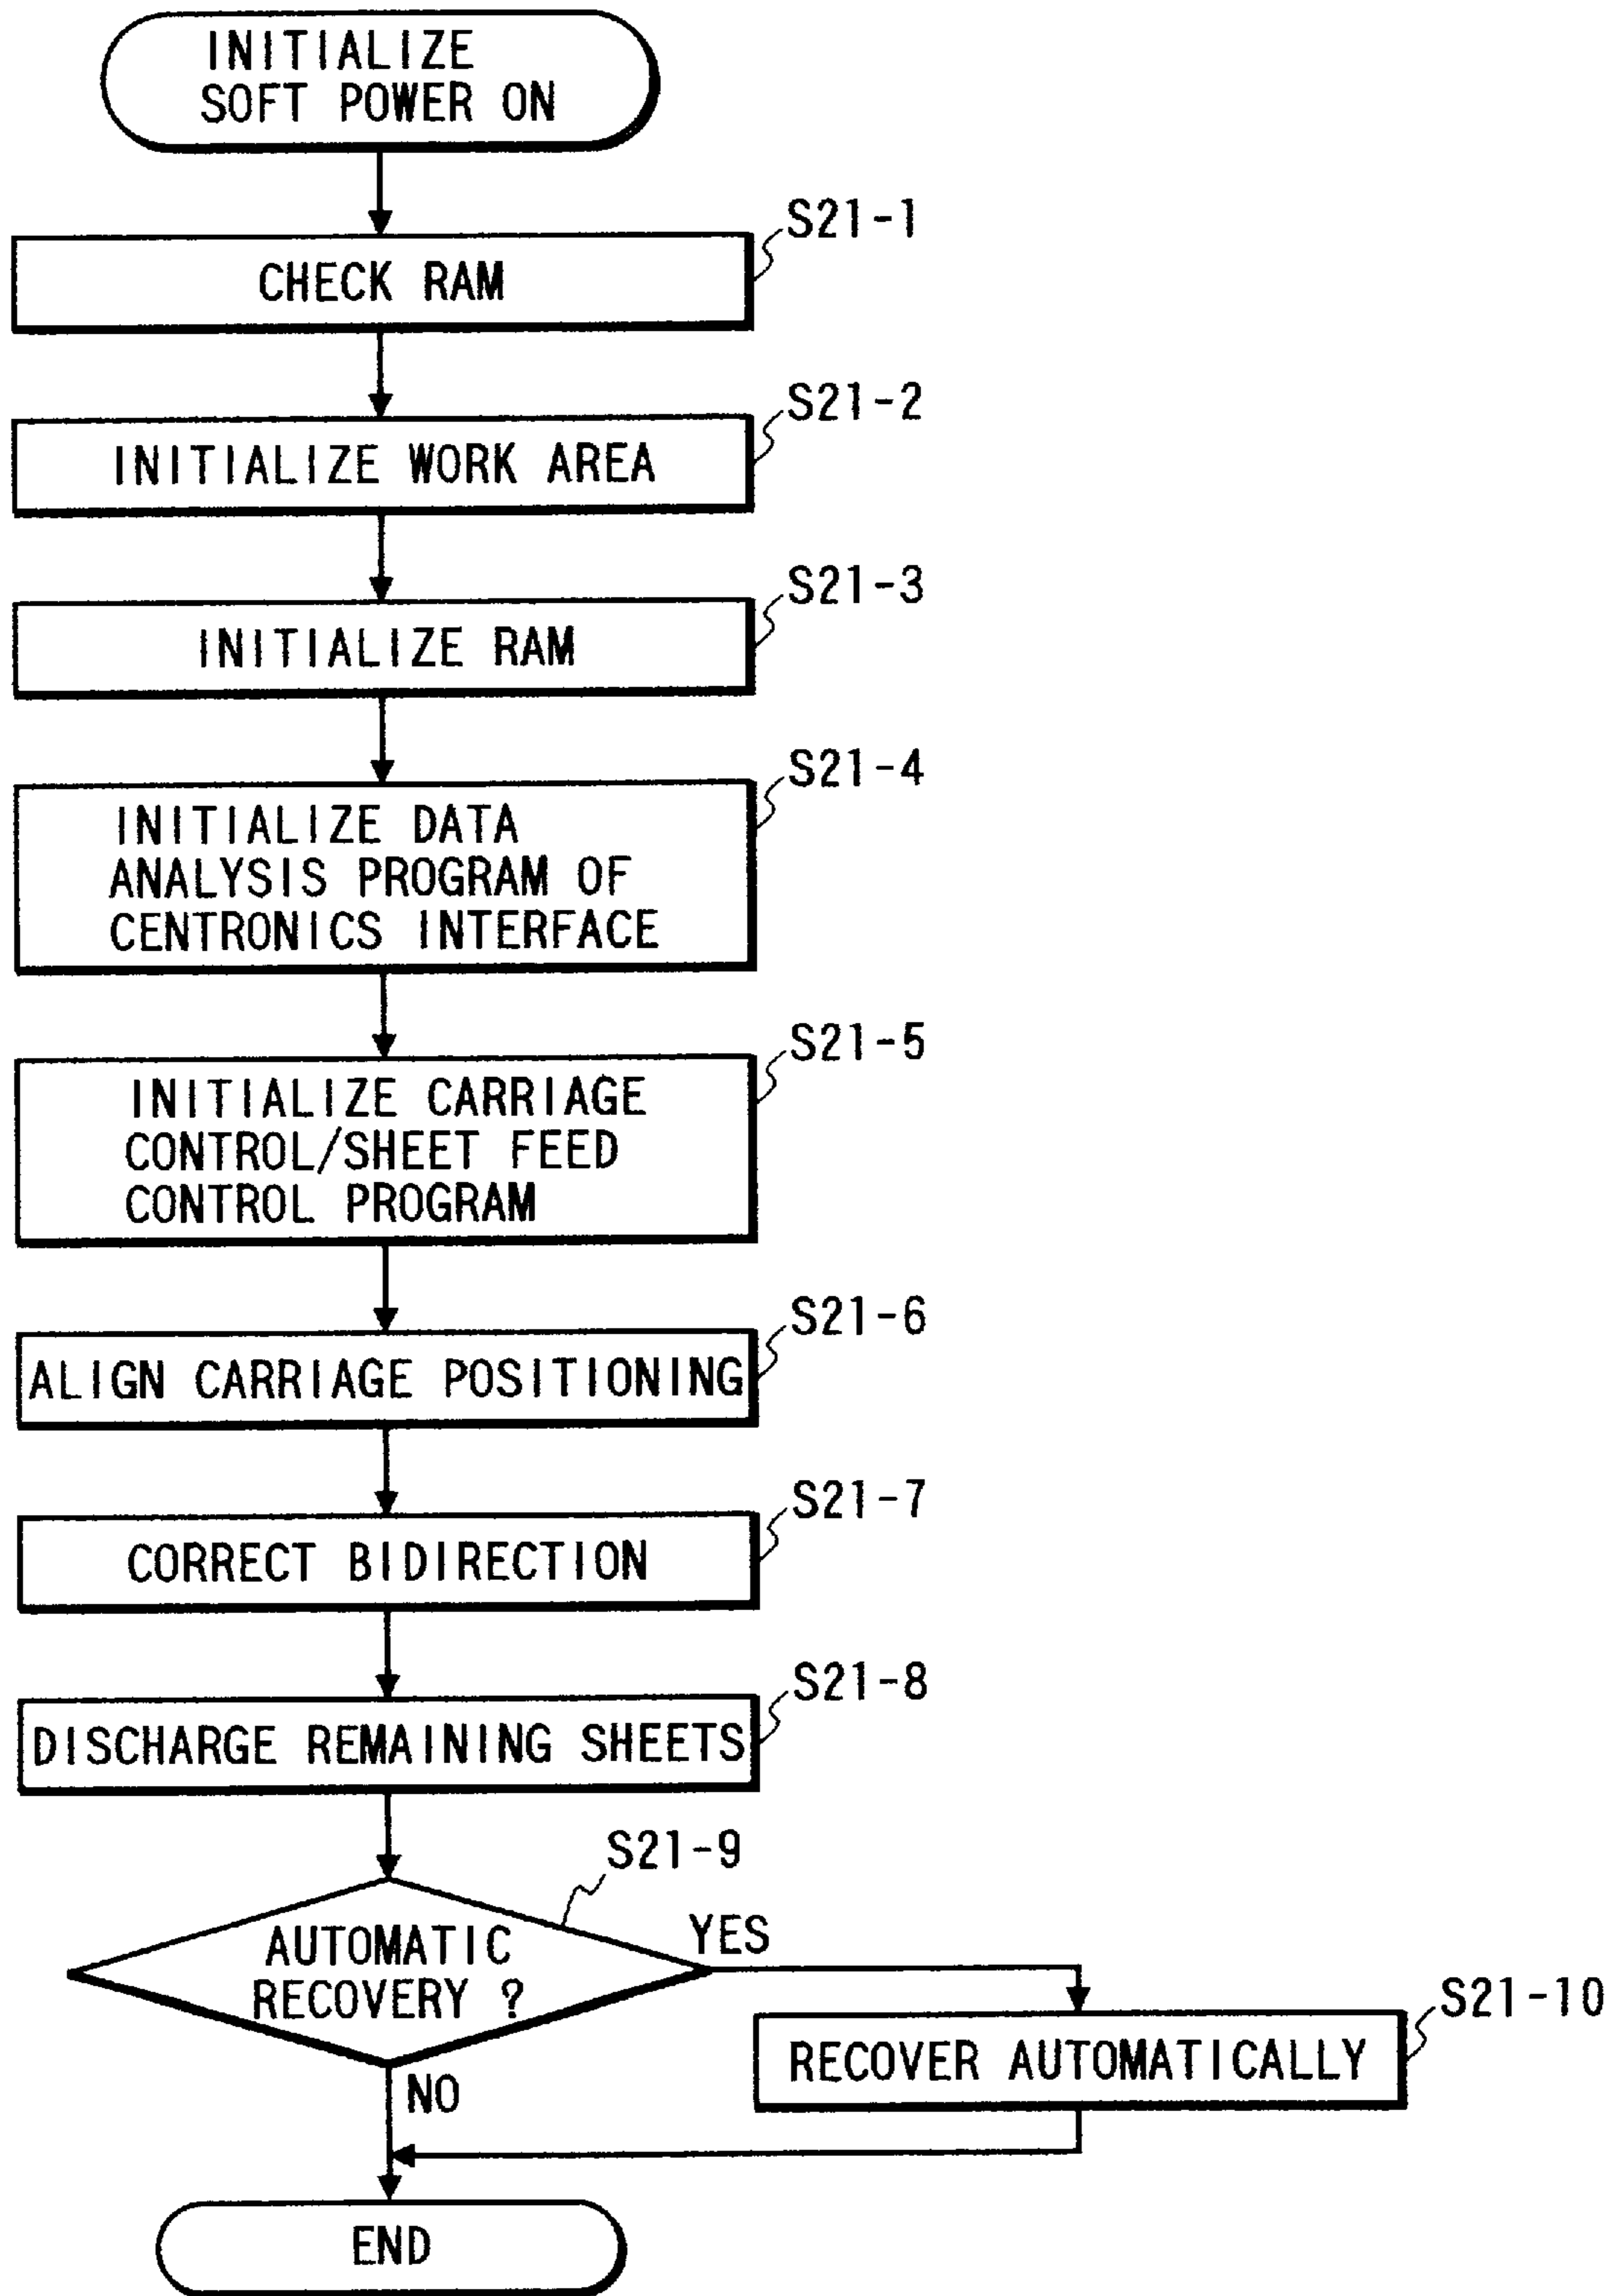 INITIALIZE
SOFT POWER ON
S21-1
CHECK RAM
S21-2
INITIALIZE WORK AREA
S21-3
INITIALIZE RAM
S21-4
INITIALIZE DATA
ANALYSIS PROGRAM OF
CENTRONICS INTERFACE
S21-5
INITIALIZE CARRIAGE
CONTROL/SHEET FEED
CONTROL PROGRAM
S21-6
ALIGN CARRIAGE POSITIONING
S21-7
CORRECT BIDIRECTION
S21-8
DISCHARGE REMAINING SHEETS
S21-9
AUTOMATIC
RECOVERY ?
YES
S21-10
RECOVER AUTOMATICALLY
NO
END